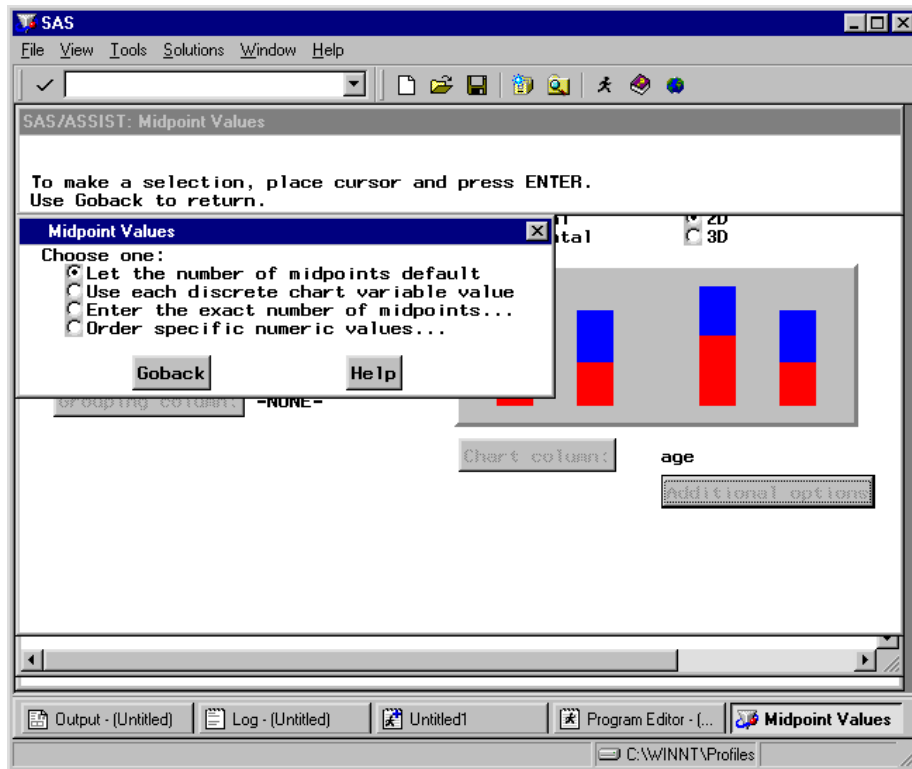 SAS
File View Tools Solutions Window Help
SAS/ASSIST: Midpoint Values
To make a selection, place cursor and press ENTER.
Use Goback to return.
Midpoint Values
Choose one:
Let the number of midpoints default
Use each discrete chart variable value
Enter the exact number of midpoints...
Order specific numeric values...
Goback Help
2D
3D
Grouping column: -NONE-
Chart column: age
Additional options
Output - (Untitled) Log - (Untitled) Untitled1 Program Editor - (... Midpoint Values
C:\WINNT\Profiles